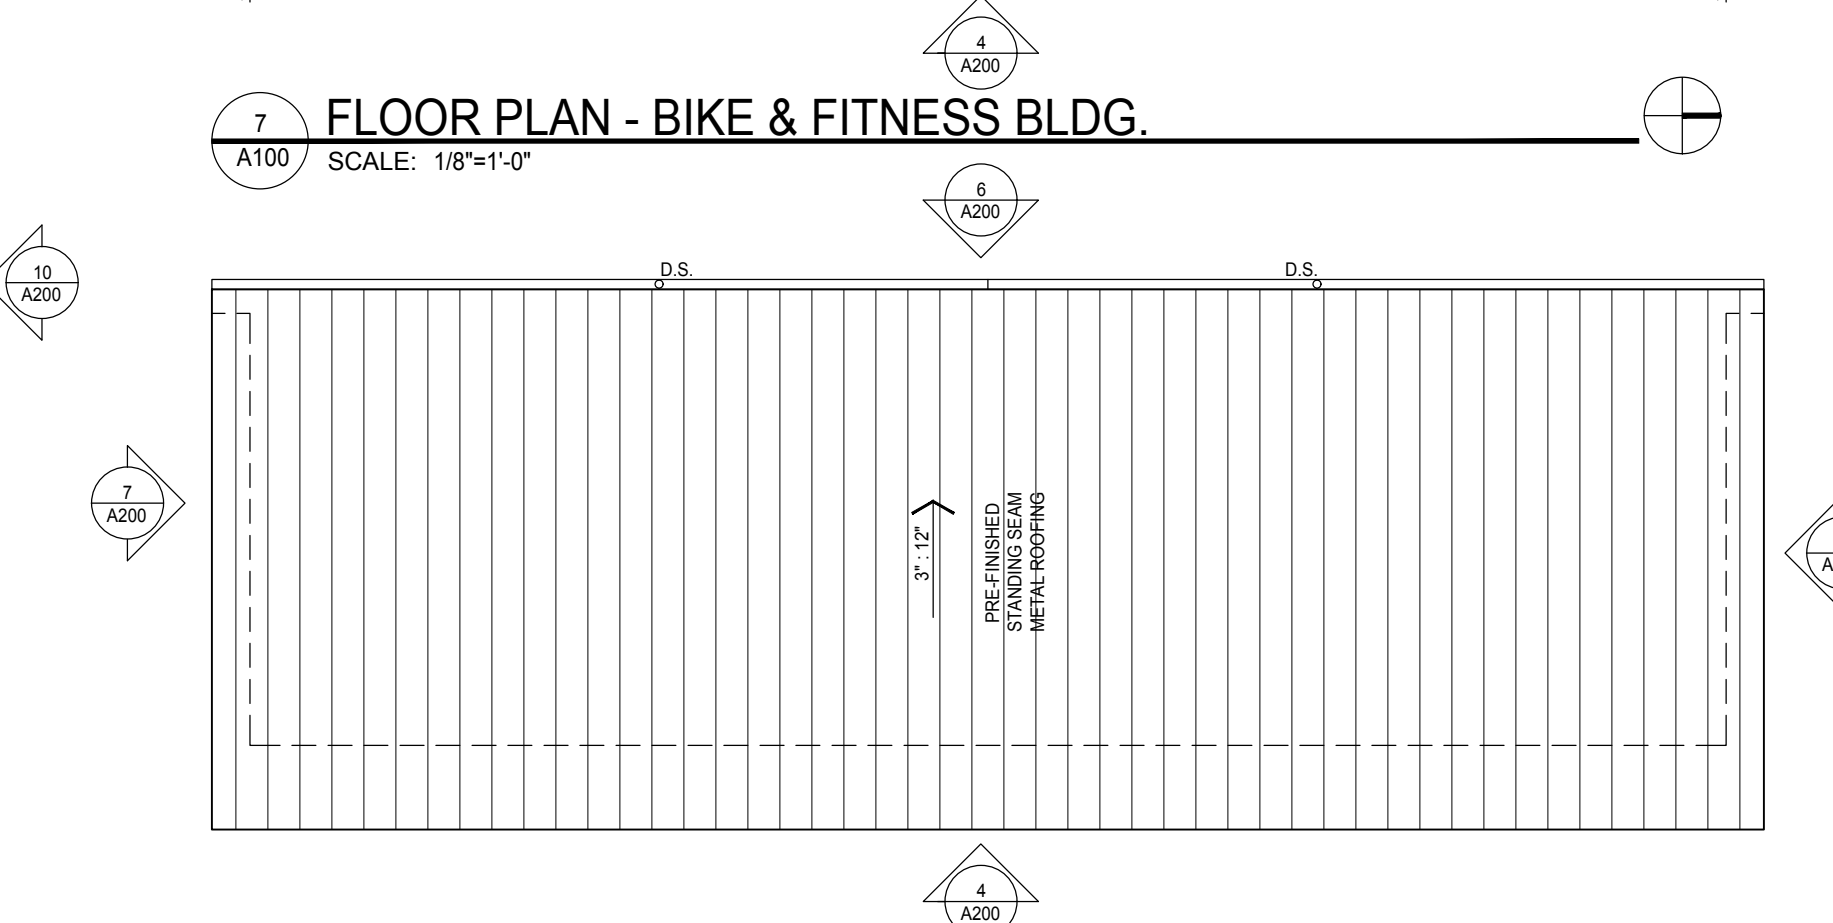 4
A200
7
A100
FLOOR PLAN - BIKE & FITNESS BLDG.
SCALE: 1/8"=1'-0"
6
A200
10
A200
D.S.
D.S.
7
A200
3" : 12"
PRE-FINISHED
STANDING SEAM
METAL ROOFING
A
4
A200